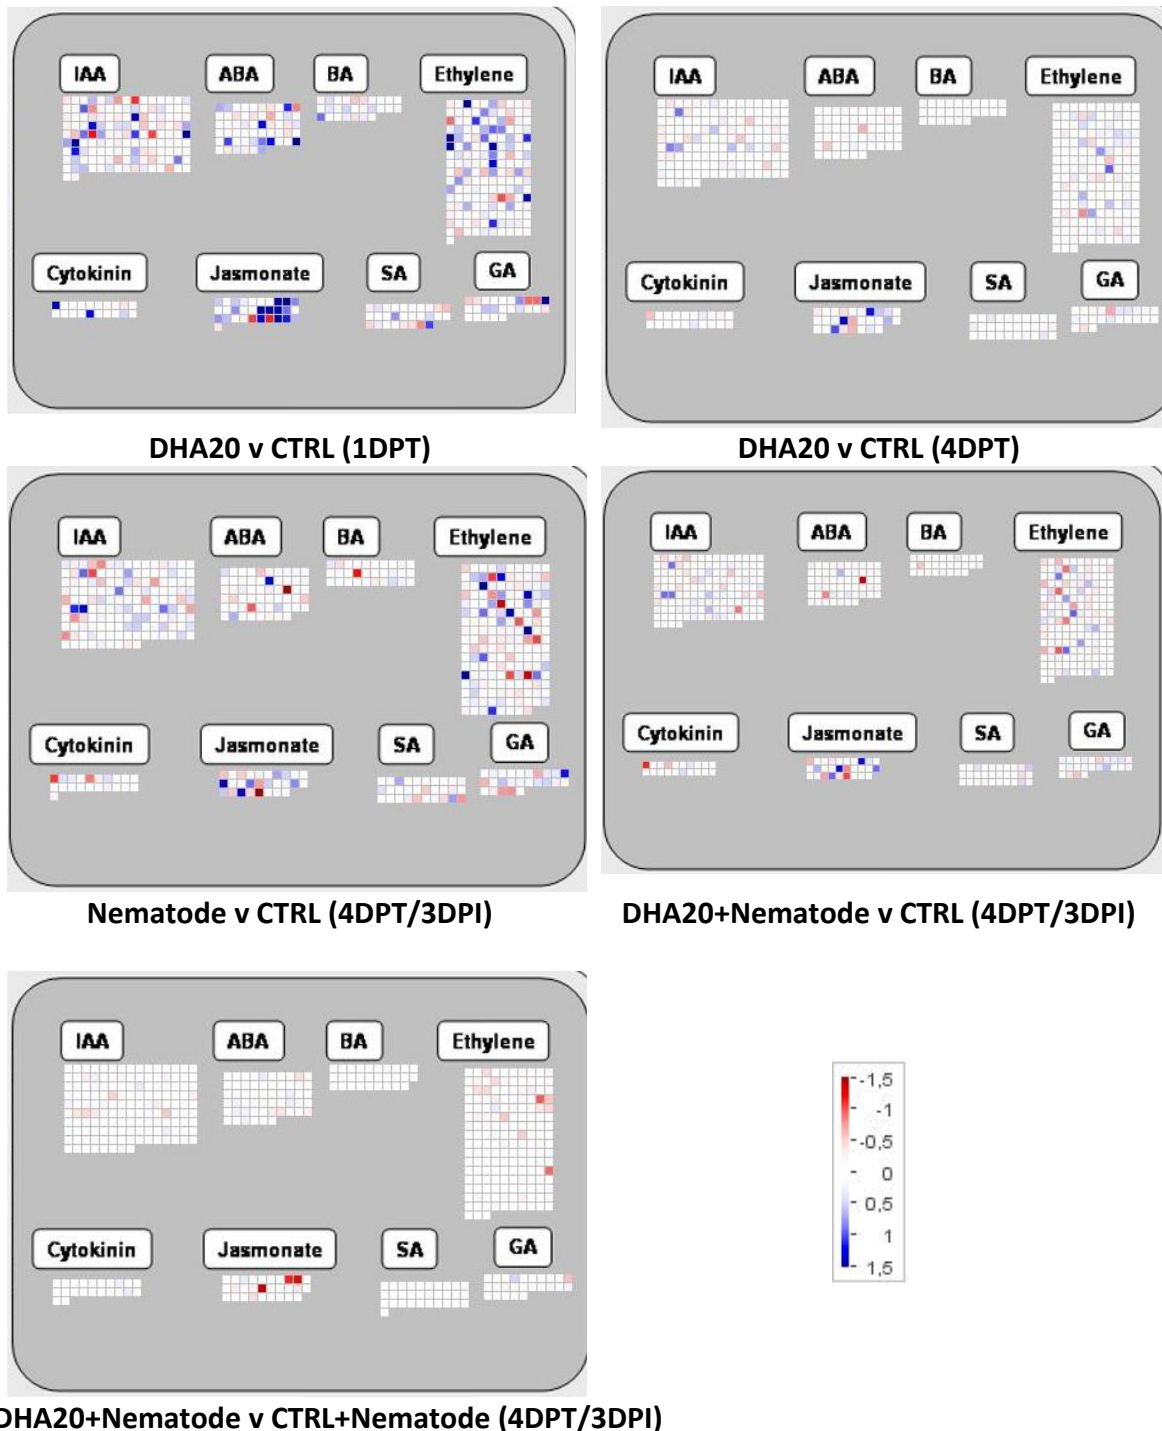 IAA ABA BA Ethylene
Cytokinin Jasmonate SA GA
DHA20 v CTRL (1DPT)
IAA ABA BA Ethylene
Cytokinin Jasmonate SA GA
DHA20 v CTRL (4DPT)
IAA ABA BA Ethylene
Cytokinin Jasmonate SA GA
Nematode v CTRL (4DPT/3DPI)
IAA ABA BA Ethylene
Cytokinin Jasmonate SA GA
DHA20+Nematode v CTRL (4DPT/3DPI)
IAA ABA BA Ethylene
Cytokinin Jasmonate SA GA
DHA20+Nematode v CTRL+Nematode (4DPT/3DPI)
-1,5
-1
-0,5
0
0,5
1
1,5